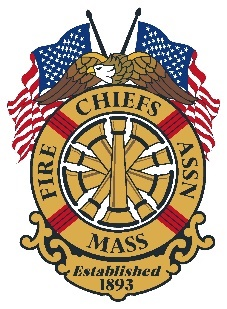 FIRE CHIEFS ASSN
MASS
Established
1893